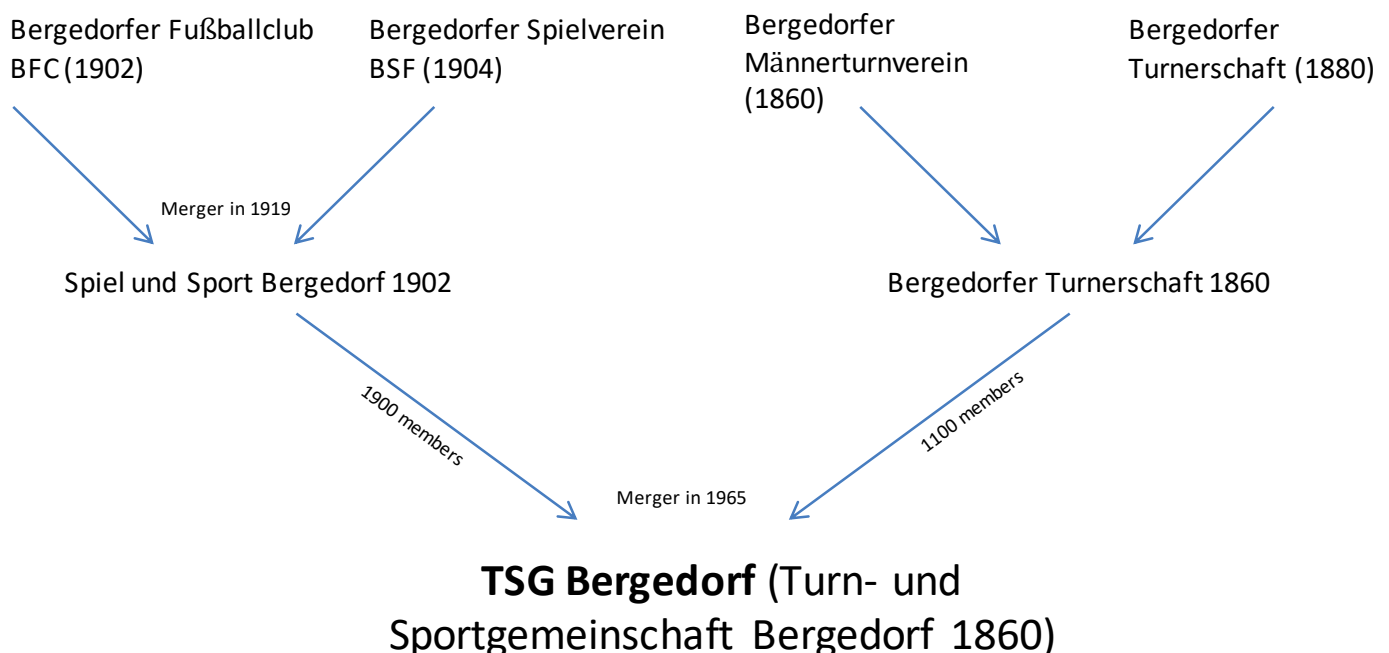 Bergedorfer Fußballclub
BFC (1902)
Bergedorfer Spielverein
BSF (1904)
Bergedorfer
Männerturnverein
(1860)
Bergedorfer
Turnerschaft (1880)
Merger in 1919
Spiel und Sport Bergedorf 1902
Bergedorfer Turnerschaft 1860
1900 members
1100 members
Merger in 1965
TSG Bergedorf (Turn- und
Sportgemeinschaft Bergedorf 1860)